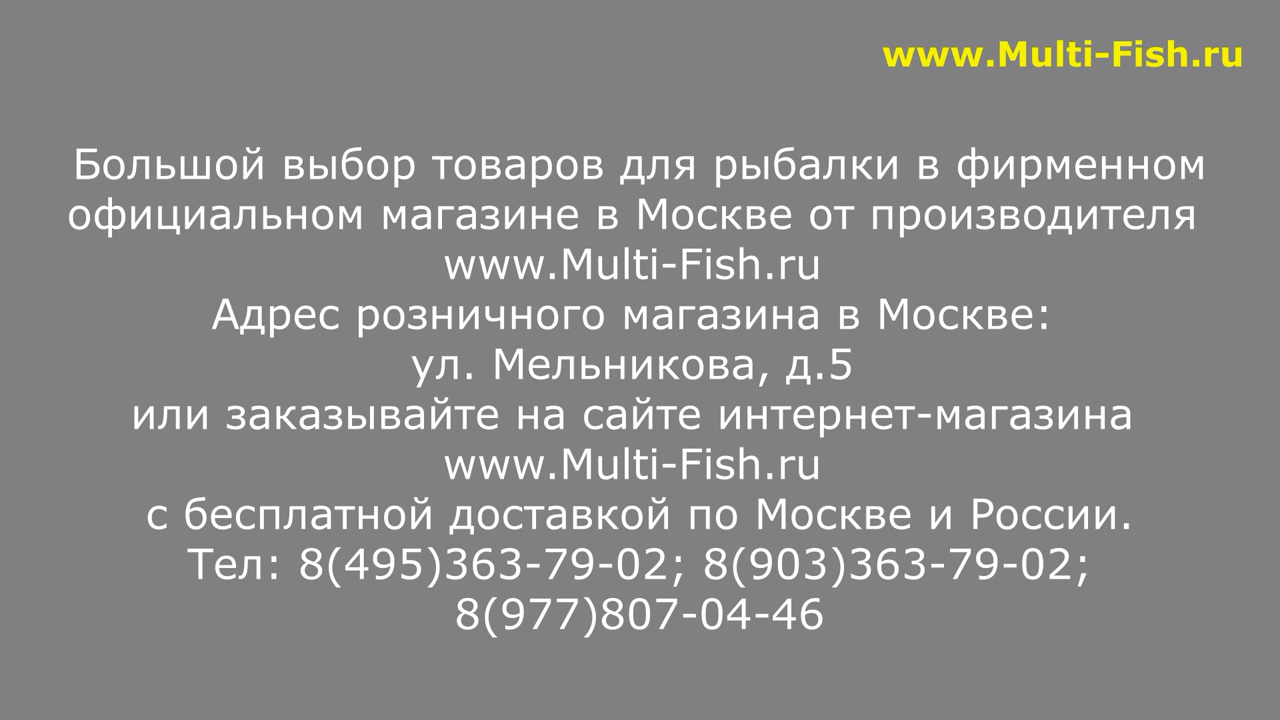 www.Multi-Fish.ru
Большой выбор товаров для рыбалки в фирменном
официальном магазине в Москве от производителя
www.Multi-Fish.ru
Адрес розничного магазина в Москве:
ул. Мельникова, д.5
или заказывайте на сайте интернет-магазина
www.Multi-Fish.ru
с бесплатной доставкой по Москве и России.
Тел: 8(495)363-79-02; 8(903)363-79-02;
8(977)807-04-46